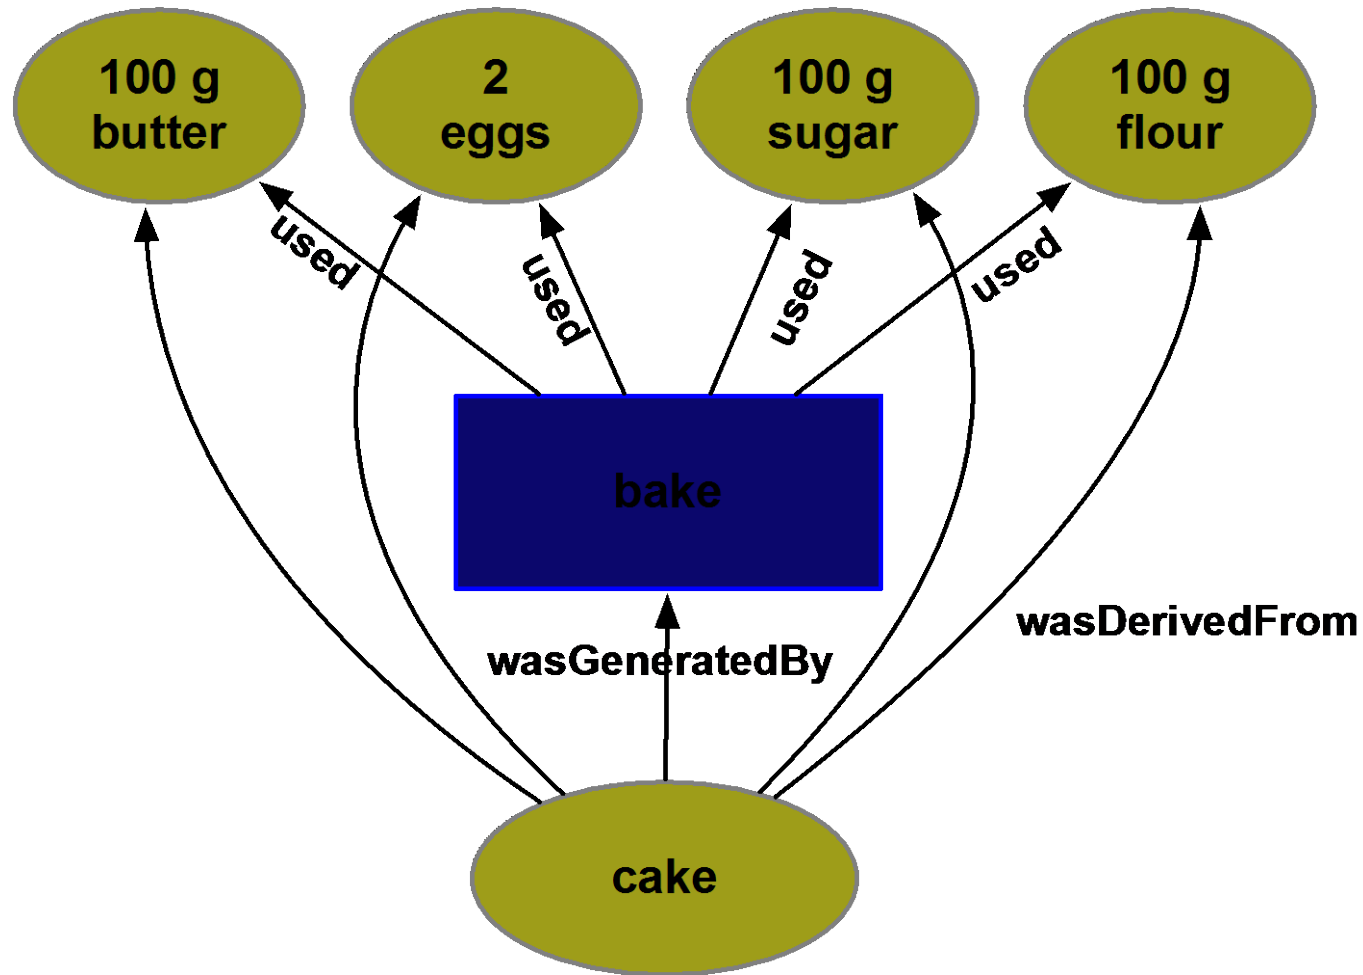 100 g
butter
2
eggs
100 g
sugar
100 g
flour
used
used
used
used
bake
wasDerivedFrom
wasGeneratedBy
cake